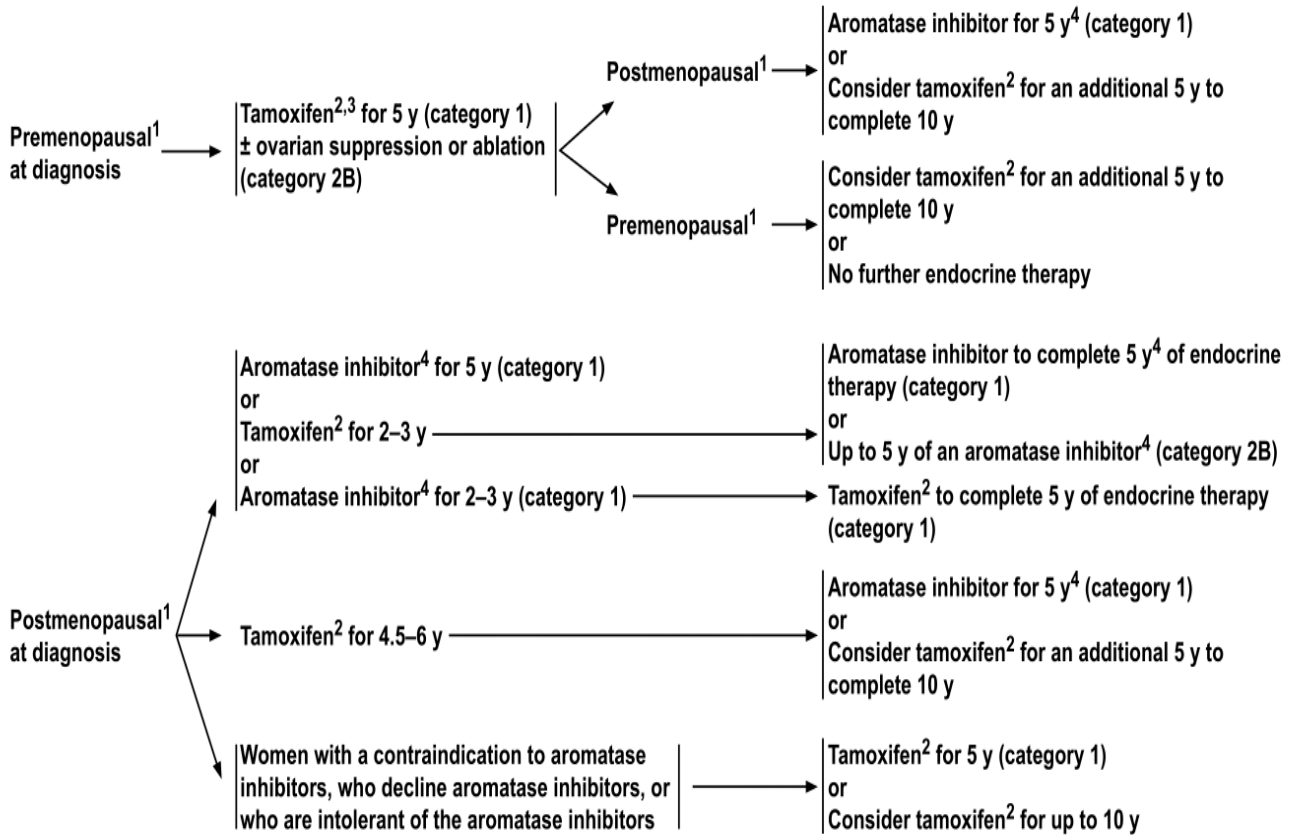 Premenopausal¹
at diagnosis
Tamoxifen²,³ for 5 y (category 1)
± ovarian suppression or ablation
(category 2B)
Postmenopausal¹
Aromatase inhibitor for 5 y⁴ (category 1)
or
Consider tamoxifen² for an additional 5 y to
complete 10 y
Premenopausal¹
Consider tamoxifen² for an additional 5 y to
complete 10 y
or
No further endocrine therapy
Postmenopausal¹
at diagnosis
Aromatase inhibitor⁴ for 5 y (category 1)
or
Tamoxifen² for 2–3 y
or
Aromatase inhibitor⁴ for 2–3 y (category 1)
Aromatase inhibitor to complete 5 y⁴ of endocrine
therapy (category 1)
or
Up to 5 y of an aromatase inhibitor⁴ (category 2B)
Tamoxifen² to complete 5 y of endocrine therapy
(category 1)
Tamoxifen² for 4.5–6 y
Aromatase inhibitor for 5 y⁴ (category 1)
or
Consider tamoxifen² for an additional 5 y to
complete 10 y
Women with a contraindication to aromatase
inhibitors, who decline aromatase inhibitors, or
who are intolerant of the aromatase inhibitors
Tamoxifen² for 5 y (category 1)
or
Consider tamoxifen² for up to 10 y